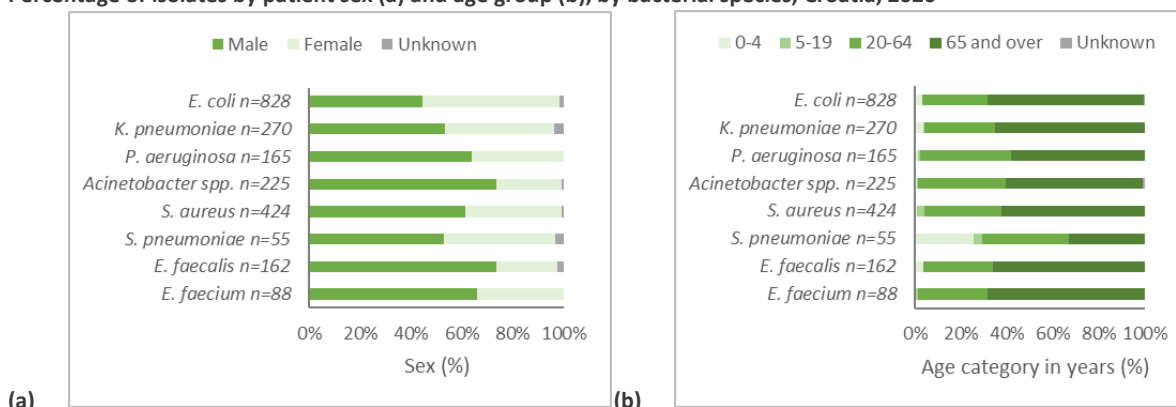 Percentage of isolates by patient sex (a) and age group (b), by bacterial species, Croatia, 2020
Male Female Unknown
E. coli n=828
K. pneumoniae n=270
P. aeruginosa n=165
Acinetobacter spp. n=225
S. aureus n=424
S. pneumoniae n=55
E. faecalis n=162
E. faecium n=88
0% 20% 40% 60% 80% 100%
Sex (%)
(a)
0-4 5-19 20-64 65 and over Unknown
E. coli n=828
K. pneumoniae n=270
P. aeruginosa n=165
Acinetobacter spp. n=225
S. aureus n=424
S. pneumoniae n=55
E. faecalis n=162
E. faecium n=88
0% 20% 40% 60% 80% 100%
Age category in years (%)
(b)